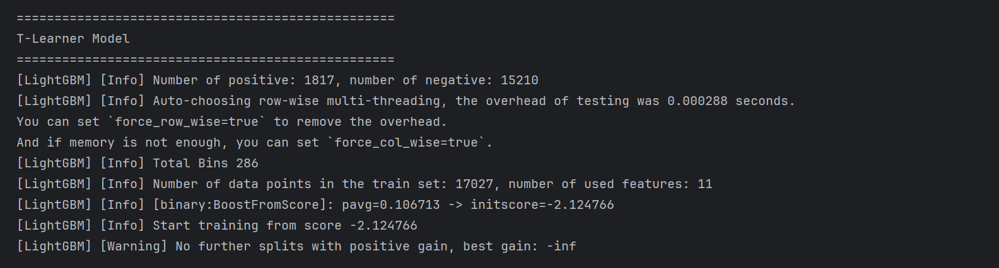 ==================================================
T-Learner Model
==================================================
[LightGBM] [Info] Number of positive: 1817, number of negative: 15210
[LightGBM] [Info] Auto-choosing row-wise multi-threading, the overhead of testing was 0.000288 seconds.
You can set `force_row_wise=true` to remove the overhead.
And if memory is not enough, you can set `force_col_wise=true`.
[LightGBM] [Info] Total Bins 286
[LightGBM] [Info] Number of data points in the train set: 17027, number of used features: 11
[LightGBM] [Info] [binary:BoostFromScore]: pavg=0.106713 -> initscore=-2.124766
[LightGBM] [Info] Start training from score -2.124766
[LightGBM] [Warning] No further splits with positive gain, best gain: -inf